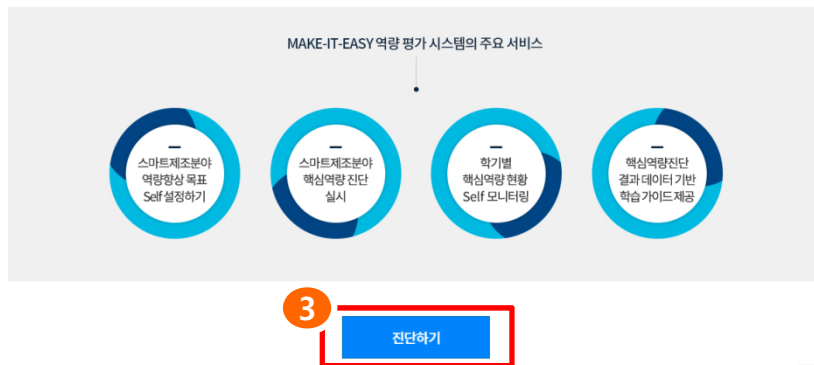 MAKE-IT-EASY 역량 평가 시스템의 주요 서비스
스마트제조분야
역량향상 목표
Self 설정하기
스마트제조분야
핵심역량 진단
실시
학기별
핵심역량 현황
Self 모니터링
핵심역량진단
결과 데이터 기반
학습 가이드 제공
3
진단하기